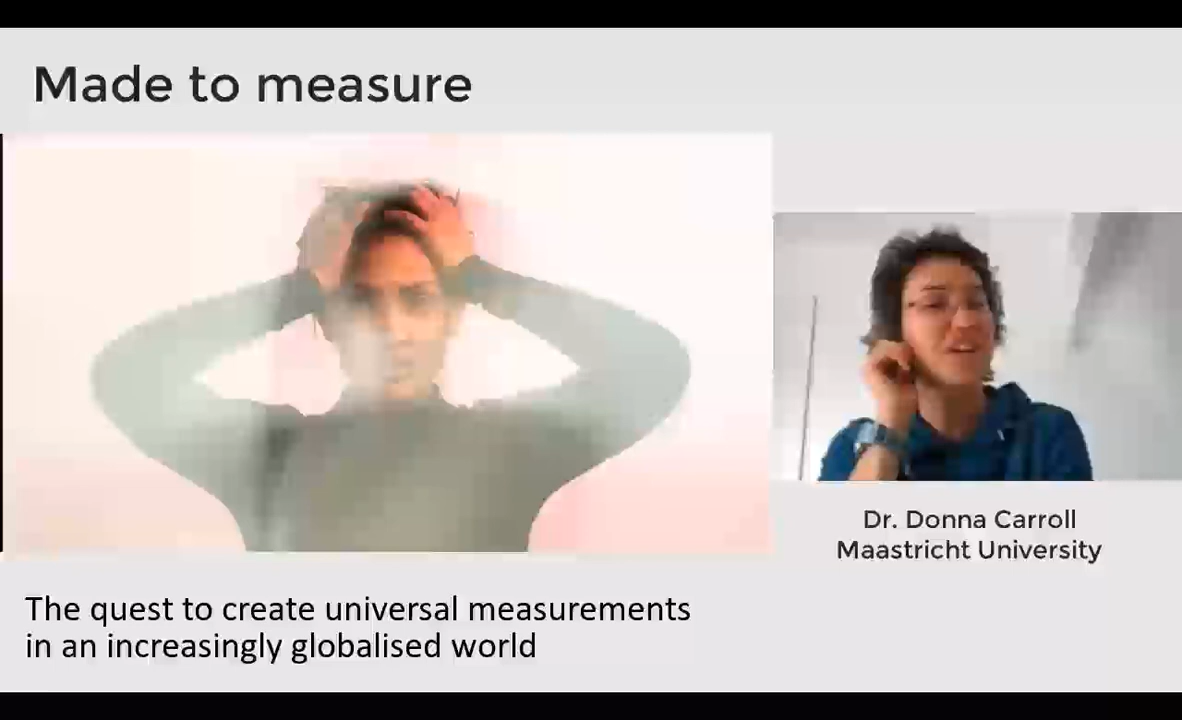 Made to measure
Dr. Donna Carroll
Maastricht University
The quest to create universal measurements
in an increasingly globalised world